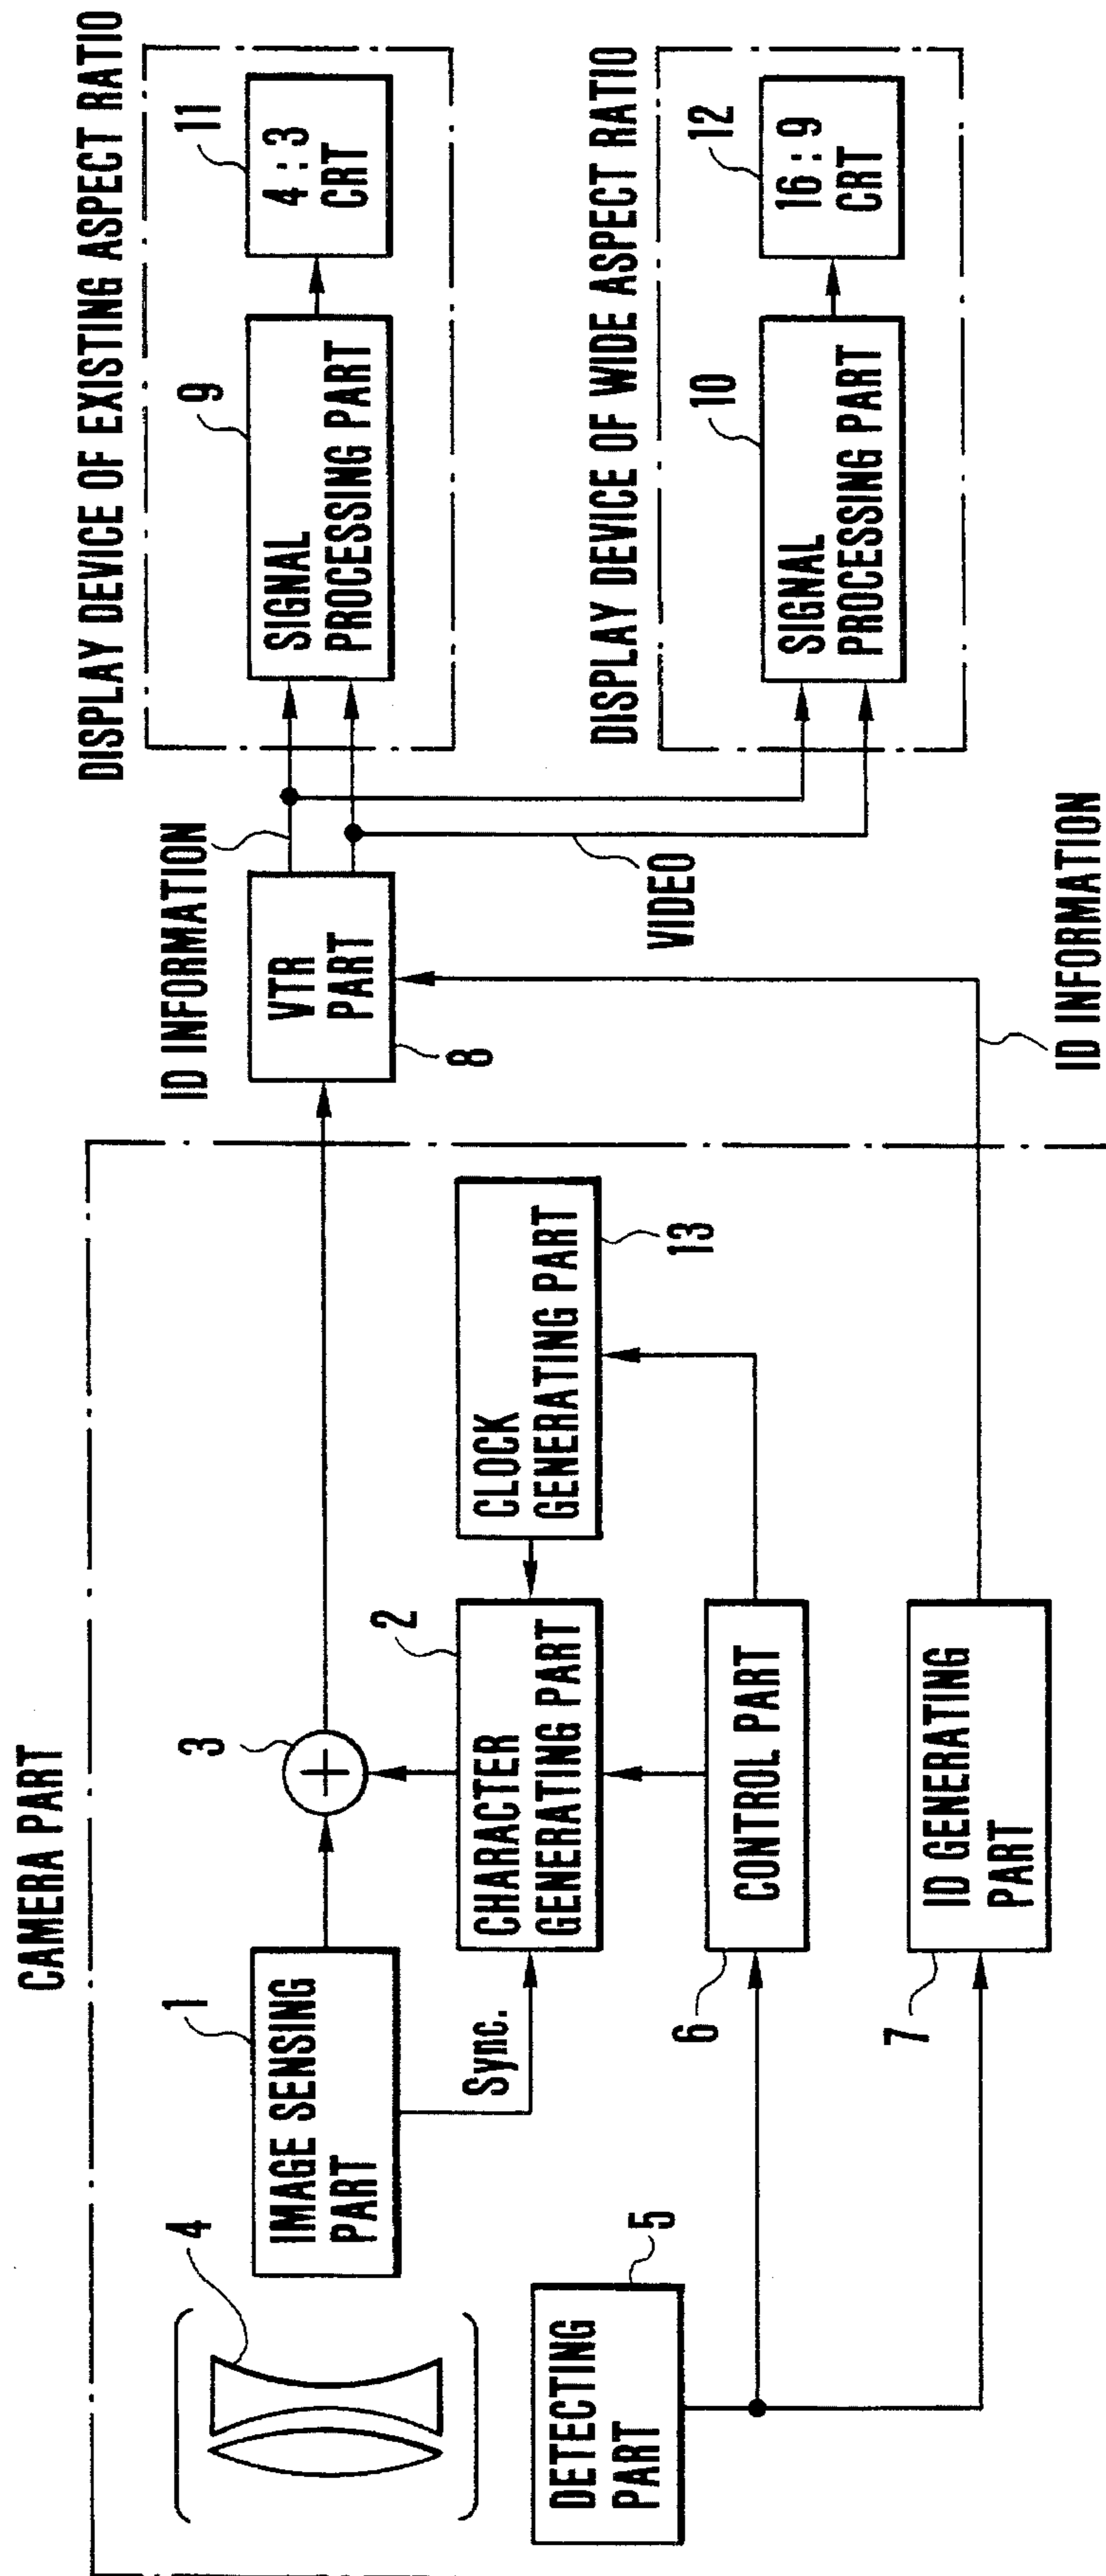 CAMERA PART
4
1
IMAGE SENSING
PART
3
Sync.
2
CHARACTER
GENERATING PART
CLOCK
GENERATING PART
13
5
DETECTING
PART
6
CONTROL PART
7
ID GENERATING
PART
ID INFORMATION
ID INFORMATION
VTR
PART
8
VIDEO
DISPLAY DEVICE OF EXISTING ASPECT RATIO
9
SIGNAL
PROCESSING PART
11
4 : 3
CRT
DISPLAY DEVICE OF WIDE ASPECT RATIO
10
SIGNAL
PROCESSING PART
12
16 : 9
CRT